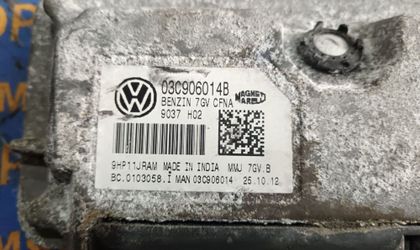 03C906014B
BENZIN 7GV CFNA
MAGNETI MARELLI
9037 H02
9HP11JRAM MADE IN INDIA MMJ 7GV.B
BC.0103058.I MAN 03C906014 25.10.12